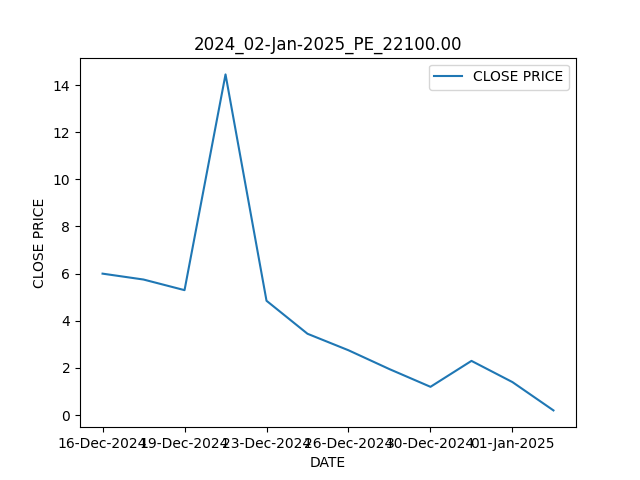 2024_02-Jan-2025_PE_22100.00
CLOSE PRICE
14
12
10
8
6
4
2
0
CLOSE PRICE
16-Dec-2024 19-Dec-2024 23-Dec-2024 26-Dec-2024 30-Dec-2024 01-Jan-2025
DATE